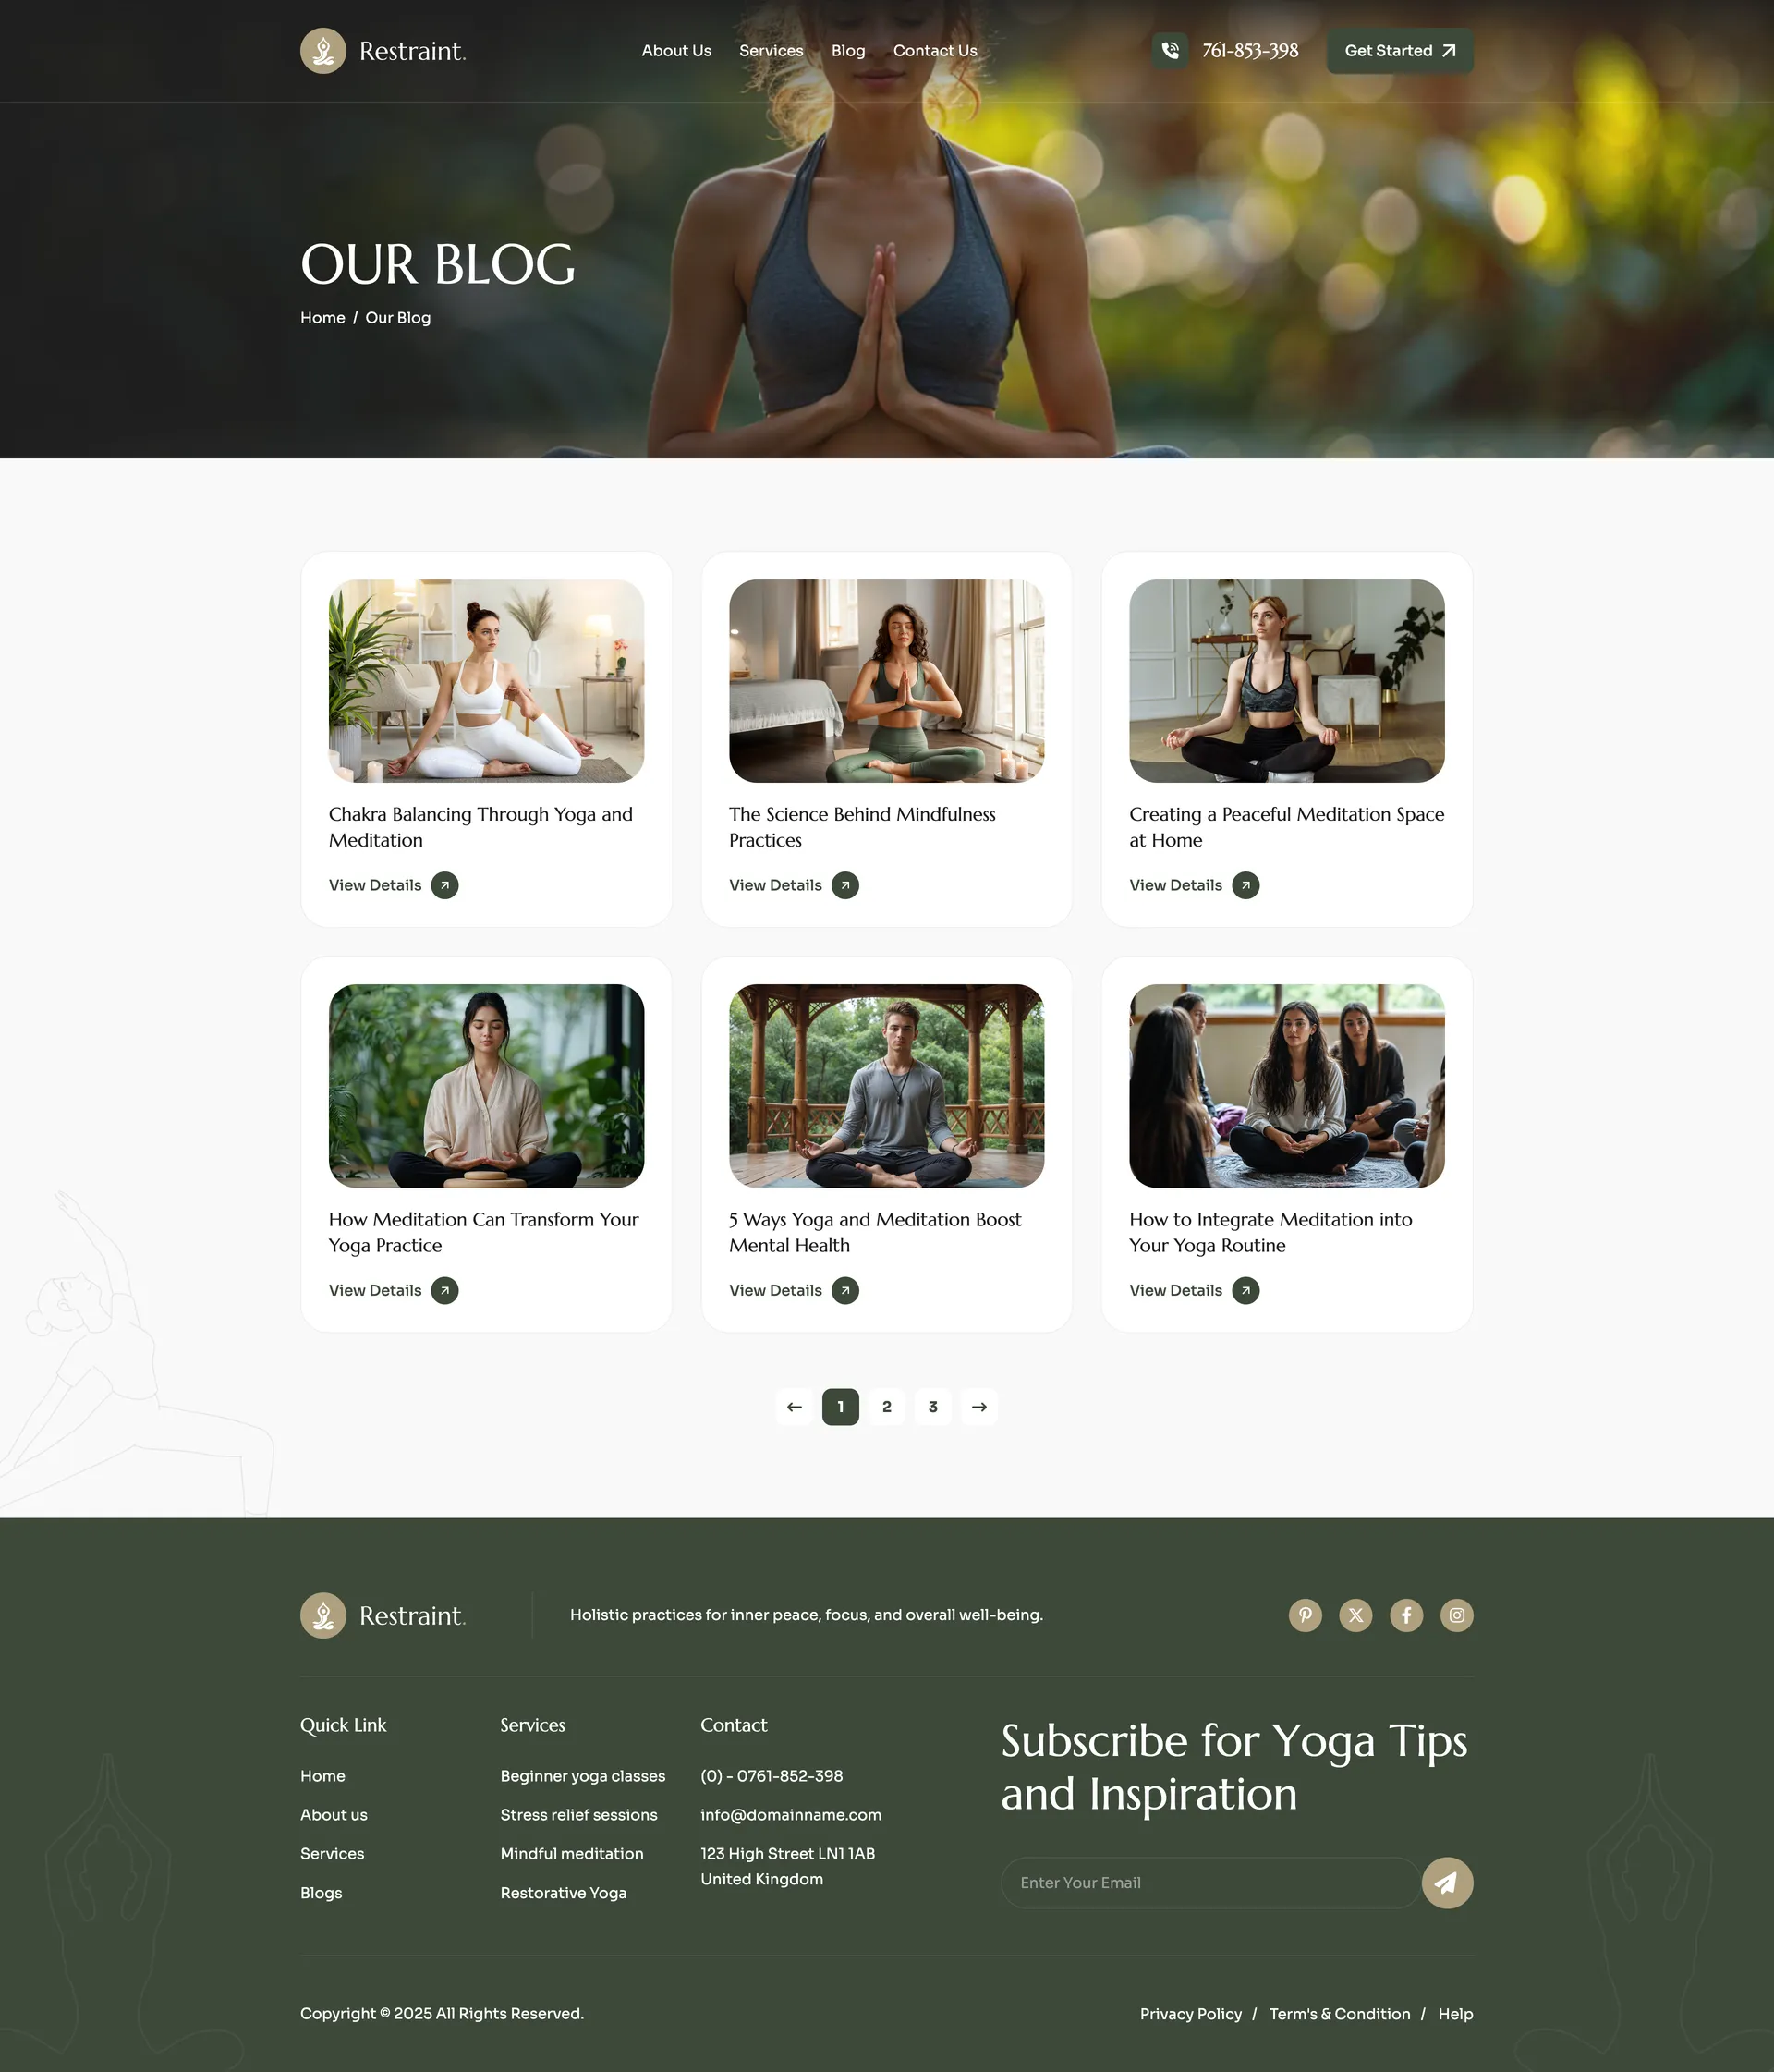 Restraint.
About Us
Services
Blog
Contact Us
761-853-398
Get Started
OUR BLOG
Home / Our Blog
Chakra Balancing Through Yoga and
Meditation
View Details
The Science Behind Mindfulness
Practices
View Details
Creating a Peaceful Meditation Space
at Home
View Details
How Meditation Can Transform Your
Yoga Practice
View Details
5 Ways Yoga and Meditation Boost
Mental Health
View Details
How to Integrate Meditation into
Your Yoga Routine
View Details
1
2
3
Restraint.
Holistic practices for inner peace, focus, and overall well-being.
Quick Link
Home
About us
Services
Blogs
Services
Beginner yoga classes
Stress relief sessions
Mindful meditation
Restorative Yoga
Contact
(0) - 0761-852-398
info@domainname.com
123 High Street LN1 1AB
United Kingdom
Subscribe for Yoga Tips
and Inspiration
Enter Your Email
Copyright © 2025 All Rights Reserved.
Privacy Policy / Term's & Condition / Help